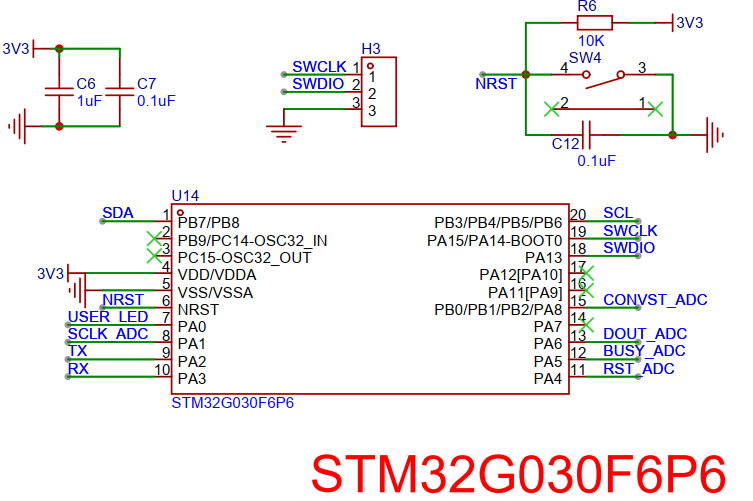 R6
3V3
10K
SW4
4
3
2
1
NRST
C12
0.1uF
3V3
C6
1uF
C7
0.1uF
H3
SWCLK 1 1
SWDIO 2 2
3 3
U14
SDA 1 PB7/PB8
2 PB9/PC14-OSC32_IN
3 PC15-OSC32_OUT
3V3 4 VDD/VDDA
5 VSS/VSSA
NRST 6 NRST
USER_LED 7 PA0
SCLK_ADC 8 PA1
TX 9 PA2
RX 10 PA3
PB3/PB4/PB5/PB6 20 SCL
PA15/PA14-BOOT0 19 SWCLK
PA13 18 SWDIO
PA12[PA10] 17
PA11[PA9] 16
PB0/PB1/PB2/PA8 15 CONVST_ADC
PA7 14
PA6 13 DOUT_ADC
PA5 12 BUSY_ADC
PA4 11 RST_ADC
STM32G030F6P6
STM32G030F6P6